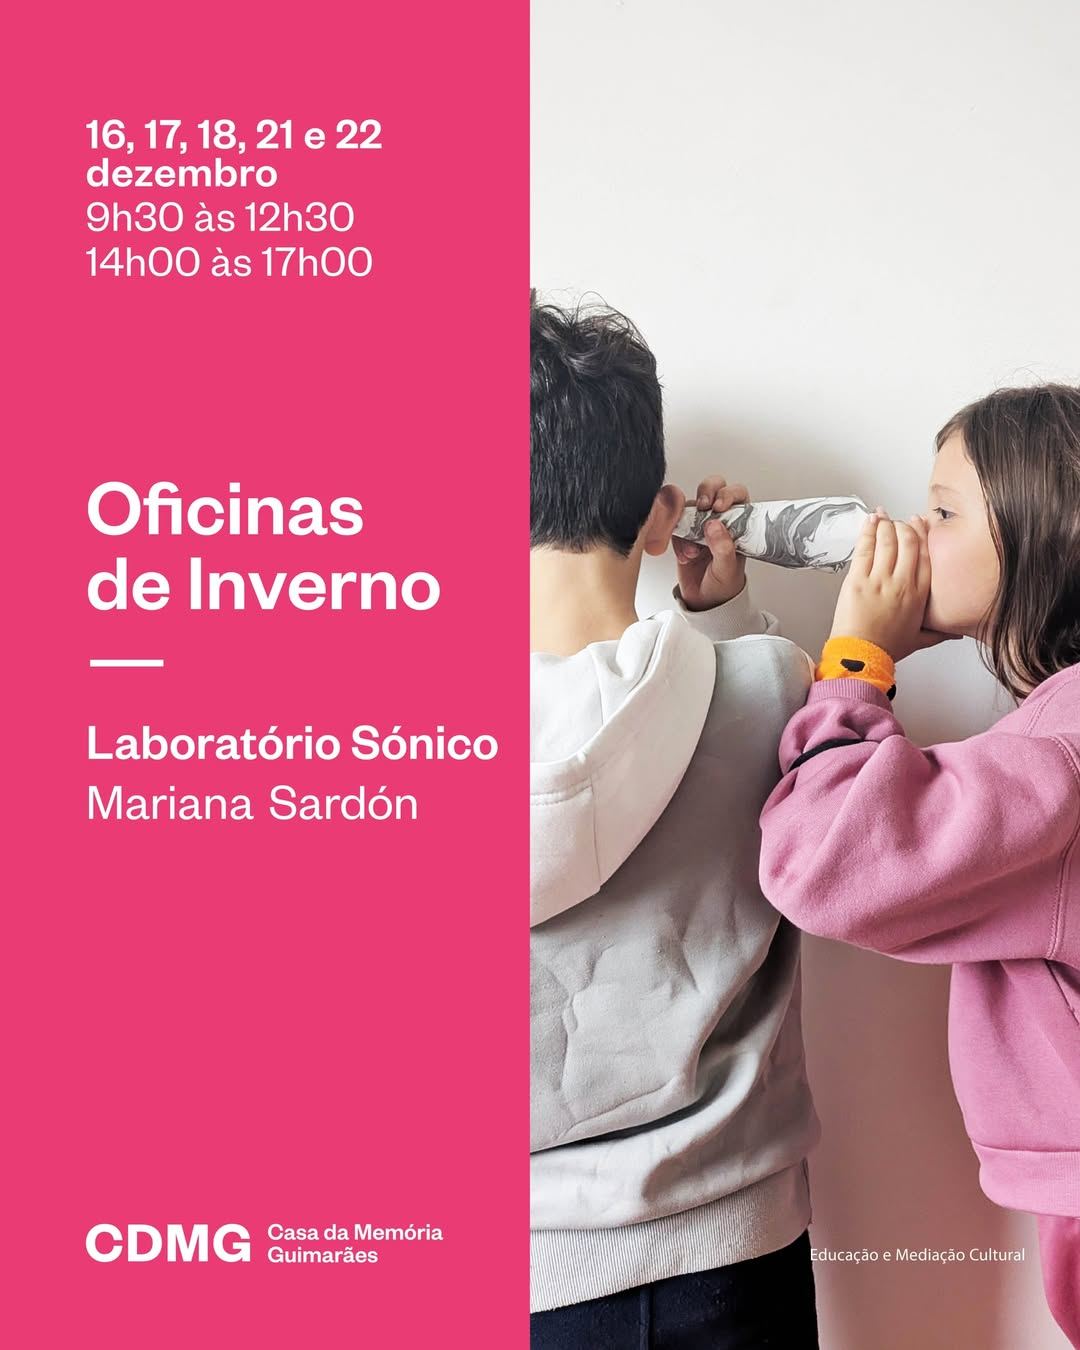 16, 17, 18, 21 e 22
dezembro
9h30 às 12h30
14h00 às 17h00
Oficinas
de Inverno
Laboratório Sónico
Mariana Sardón
CDMG
Casa da Memória
Guimarães
Educação e Mediação Cultural